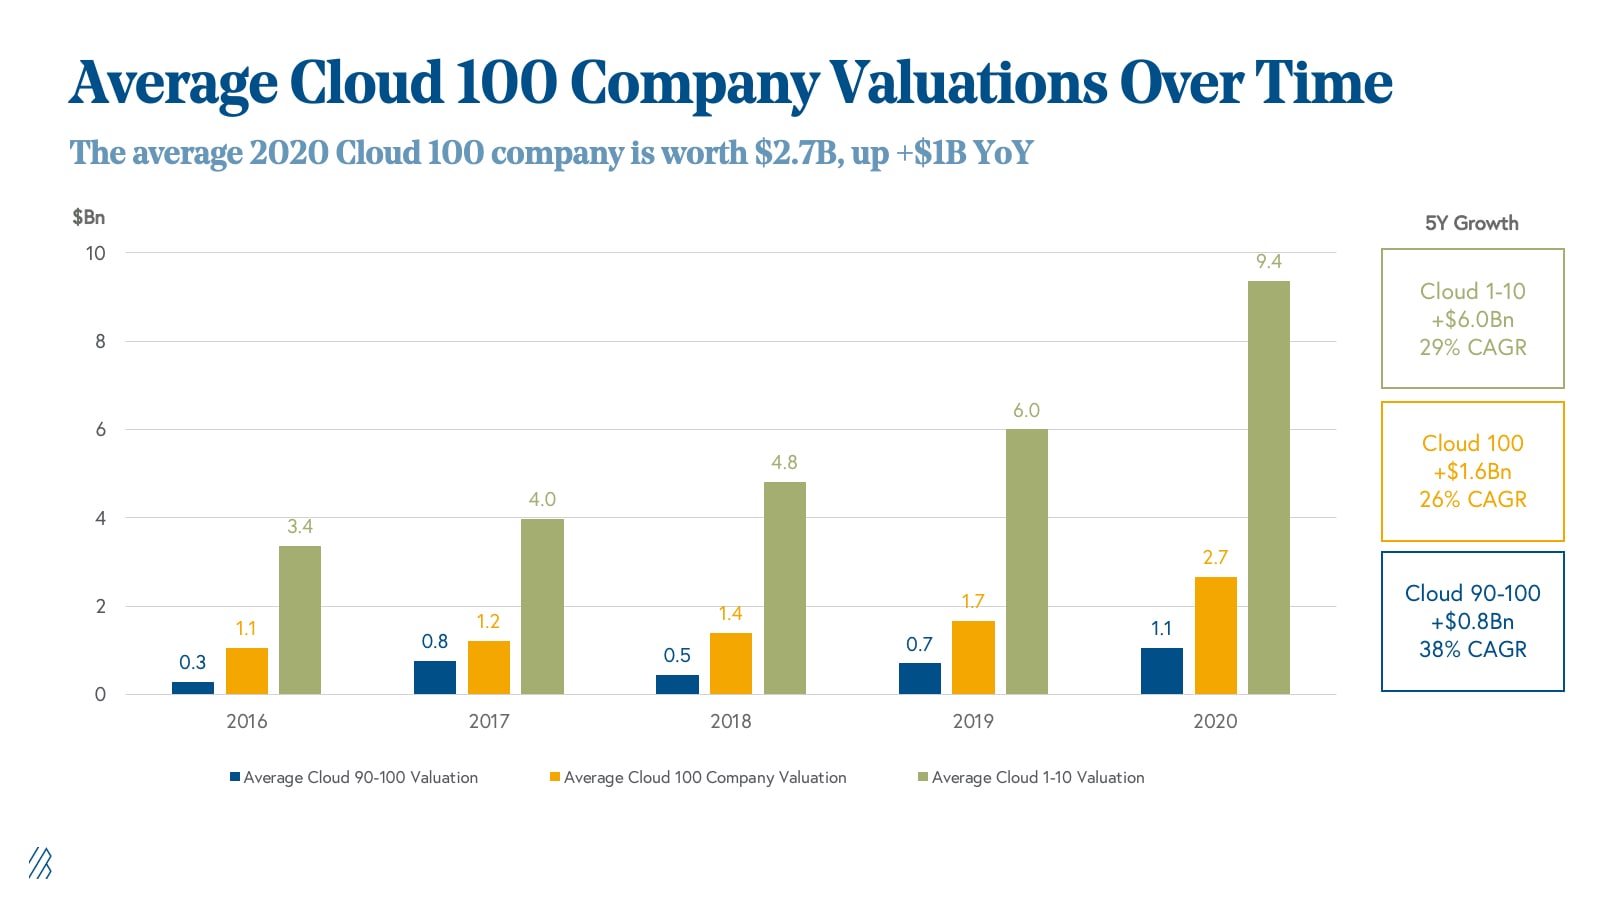 Average Cloud 100 Company Valuations Over Time
The average 2020 Cloud 100 company is worth $2.7B, up +$1B YoY
$Bn
10
8
6
4
2
0
0.3
1.1
3.4
0.8
1.2
4.0
0.5
1.4
4.8
0.7
1.7
6.0
1.1
2.7
9.4
2016
2017
2018
2019
2020
Average Cloud 90-100 Valuation
Average Cloud 100 Company Valuation
Average Cloud 1-10 Valuation
5Y Growth
Cloud 1-10
+$6.0Bn
29% CAGR
Cloud 100
+$1.6Bn
26% CAGR
Cloud 90-100
+$0.8Bn
38% CAGR